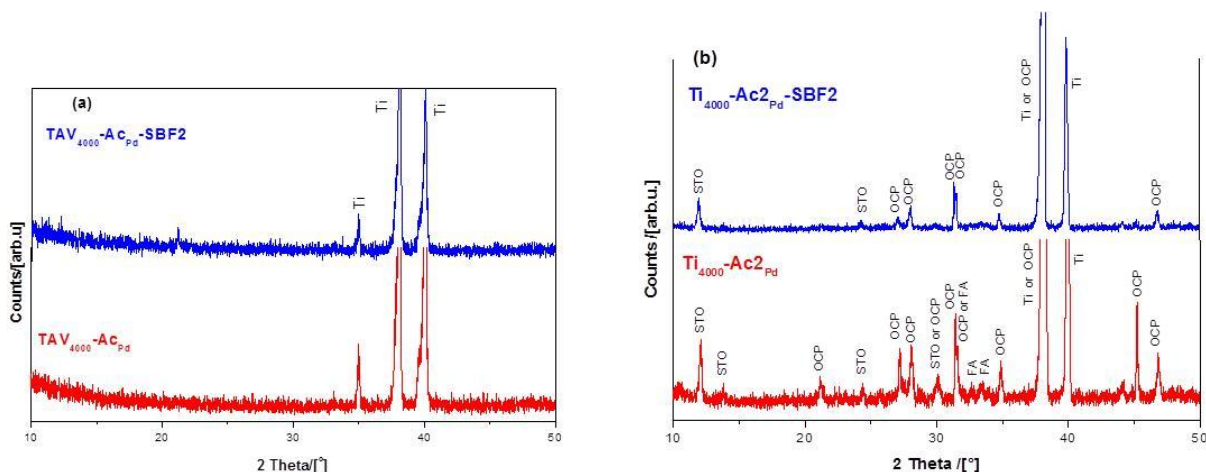 (a)
TAV4000-AcPd-SBF2
Ti
Ti
Ti
TAV4000-AcPd
Counts/[arb.u]
10 20 30 40 50
2 Theta/[°]
(b)
Ti4000-Ac2Pd-SBF2
STO
STO
OCP
OCP
OCP
OCP
OCP
Ti or OCP
Ti
OCP
Ti4000-Ac2Pd
STO
STO
OCP
STO
OCP
OCP
STO or OCP
OCP
OCP or FA
FA
FA
OCP
Ti or OCP
Ti
OCP
OCP
Counts /[arb.u.]
10 20 30 40 50
2 Theta /[°]